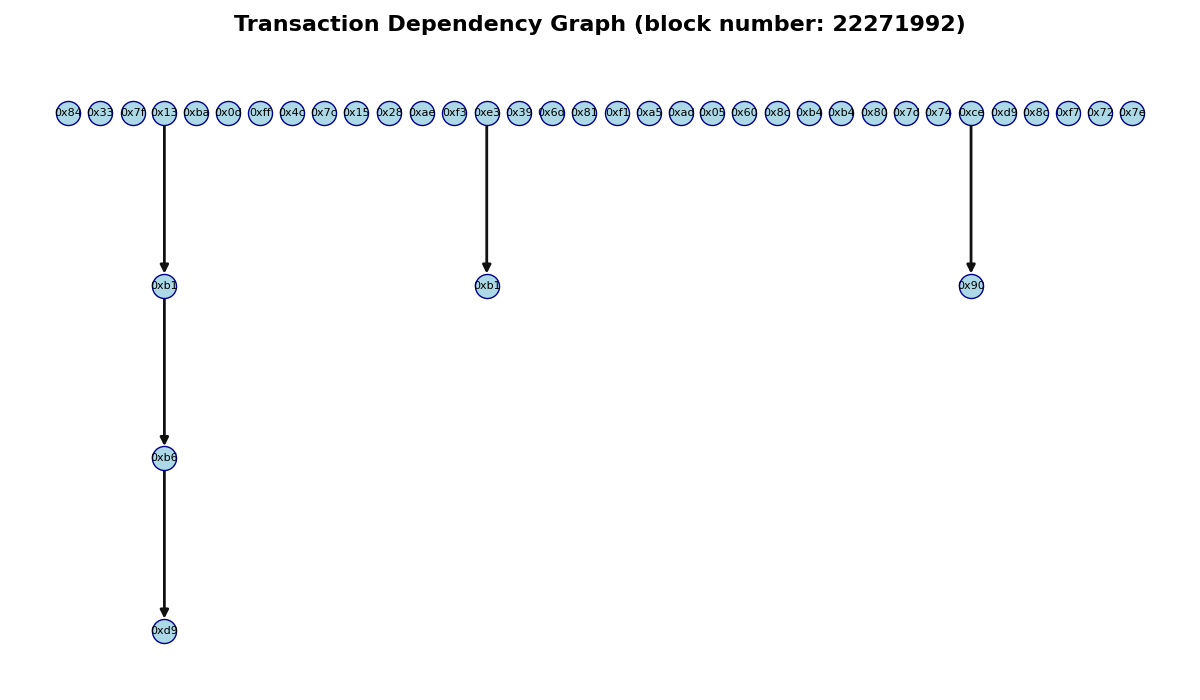 Transaction Dependency Graph (block number: 22271992)
0x84 0x33 0x7f 0x13 0xba 0x0d 0xff 0x4c 0x7c 0x15 0x28 0xae 0xf3 0xe3 0x39 0x6d 0x81 0xf1 0xa5 0xad 0x05 0x60 0x8c 0xb4 0xb4 0x80 0x7d 0x74 0xce 0xd9 0x8c 0xf7 0x72 0x7e
0xb1 0xb1 0x90
0xb6
0xd9